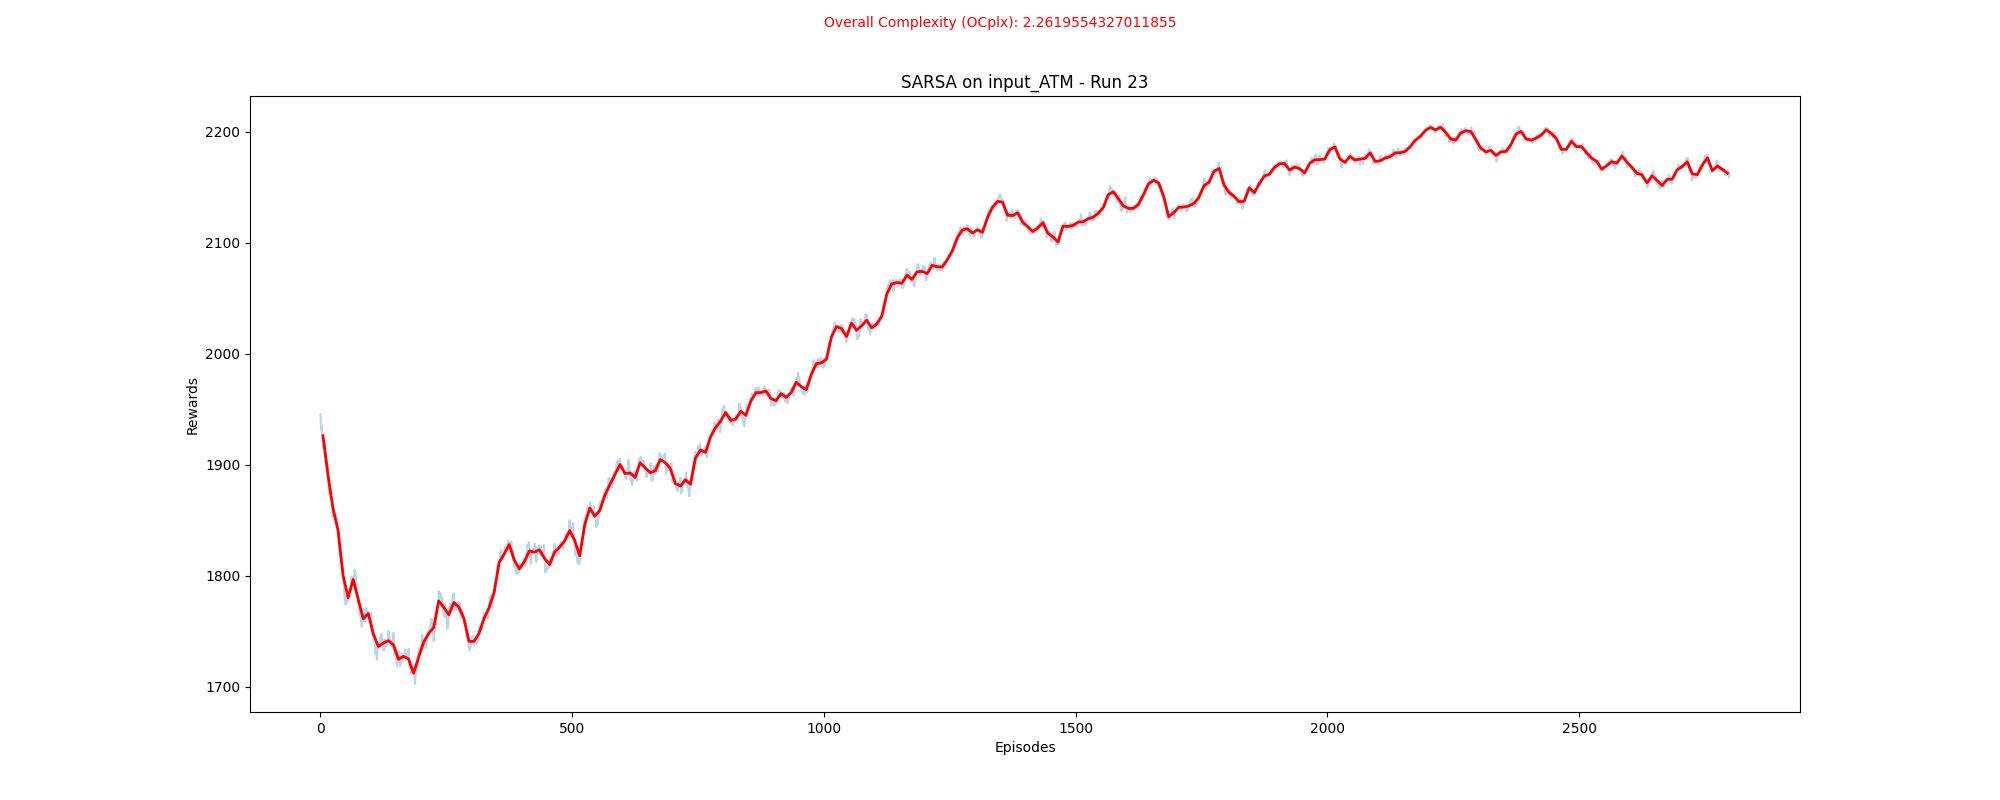 Overall Complexity (OCplx): 2.2619554327011855
SARSA on input_ATM - Run 23
2200
2100
2000
1900
1800
1700
Rewards
0 500 1000 1500 2000 2500
Episodes